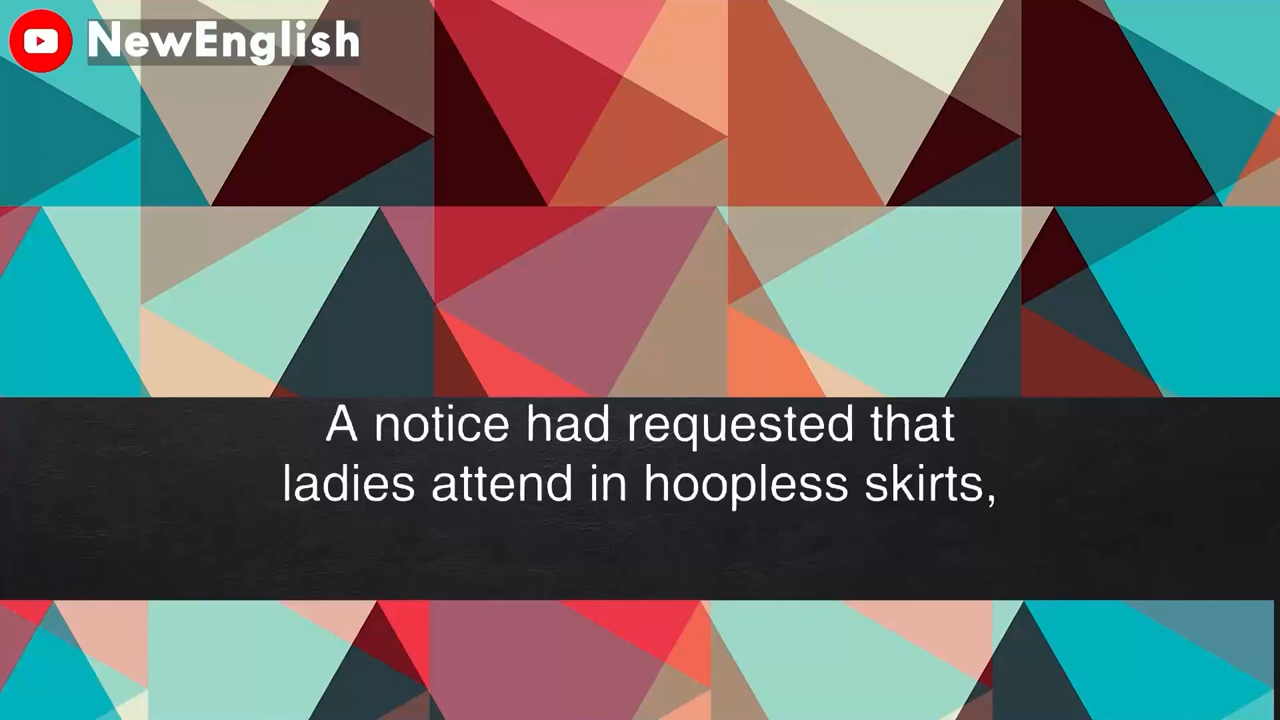 NewEnglish
A notice had requested that
ladies attend in hoopless skirts,